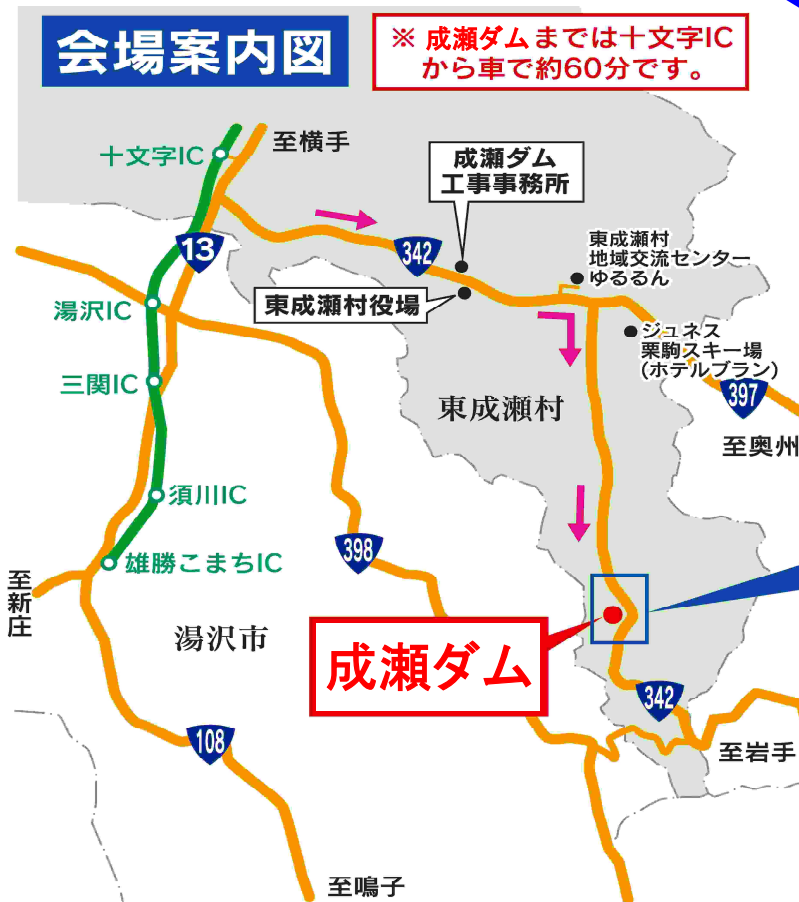 会場案内図
※ 成瀬ダムまでは十文字IC
から車で約60分です。
十文字IC
至横手
成瀬ダム
工事事務所
13
342
東成瀬村
地域交流センター
ゆるるん
東成瀬村役場
湯沢IC
ジュネス
栗駒スキー場
(ホテルブラン)
三関IC
東成瀬村
397
至奥州
須川IC
398
雄勝こまちIC
至新庄
湯沢市
成瀬ダム
342
108
至岩手
至鳴子